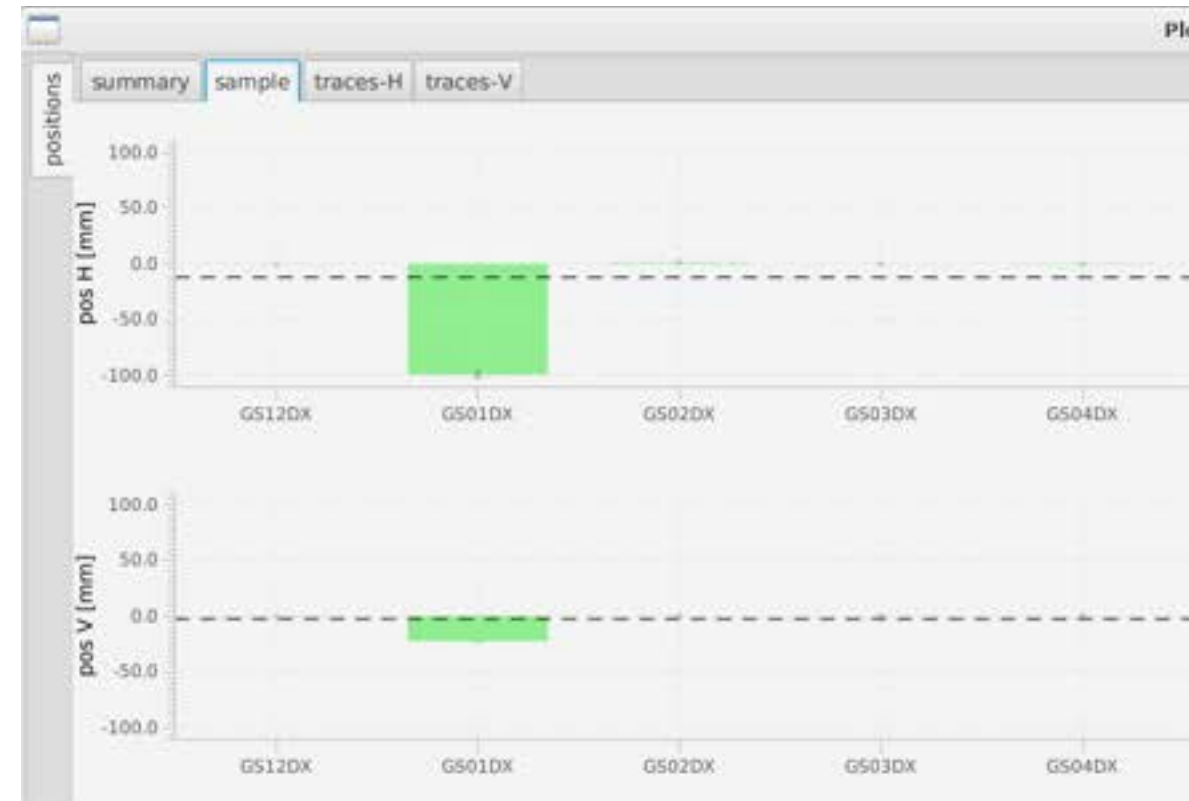 summary sample traces-H traces-V
positions
100.0
50.0
0.0
-50.0
-100.0
pos H [mm]
GS12DX GS01DX GS02DX GS03DX GS04DX
100.0
50.0
0.0
-50.0
-100.0
pos V [mm]
GS12DX GS01DX GS02DX GS03DX GS04DX